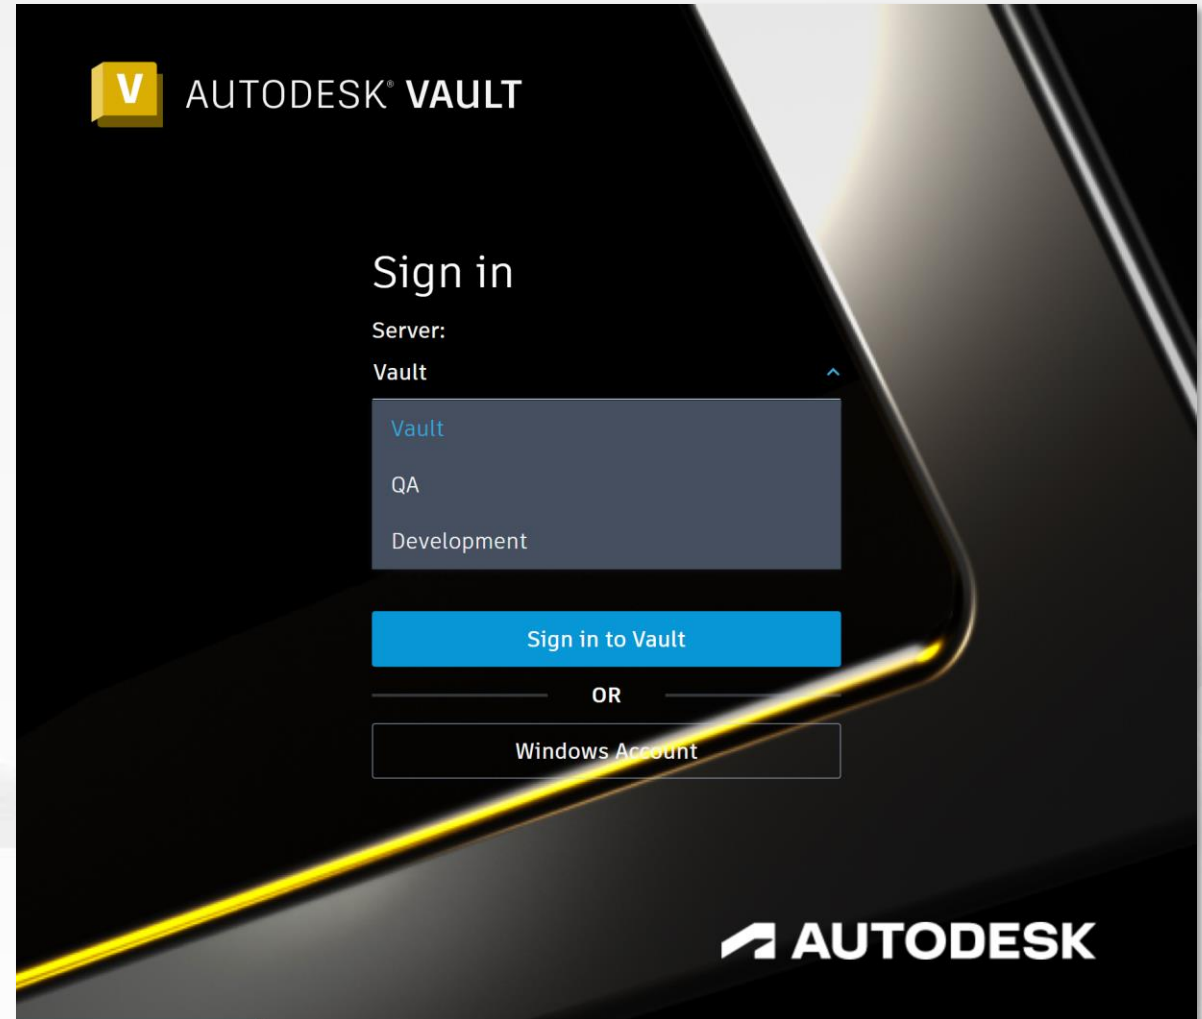 V AUTODESK® VAULT
Sign in
Server:
Vault
Vault
QA
Development
Sign in to Vault
OR
Windows Account
AUTODESK